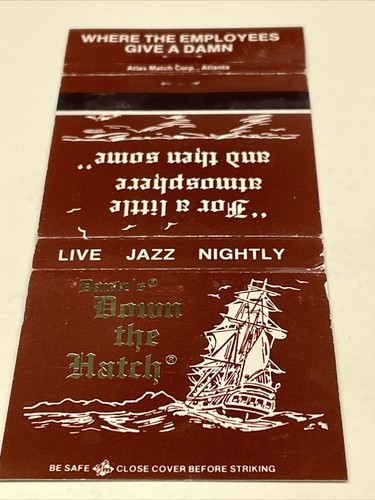 WHERE THE EMPLOYEES
GIVE A DAMN
Atlas Match Corp., Atlanta
"For a little
atmosphere
and then some"
LIVE JAZZ NIGHTLY
Dante's®
Down
the
Hatch®
BE SAFE CLOSE COVER BEFORE STRIKING